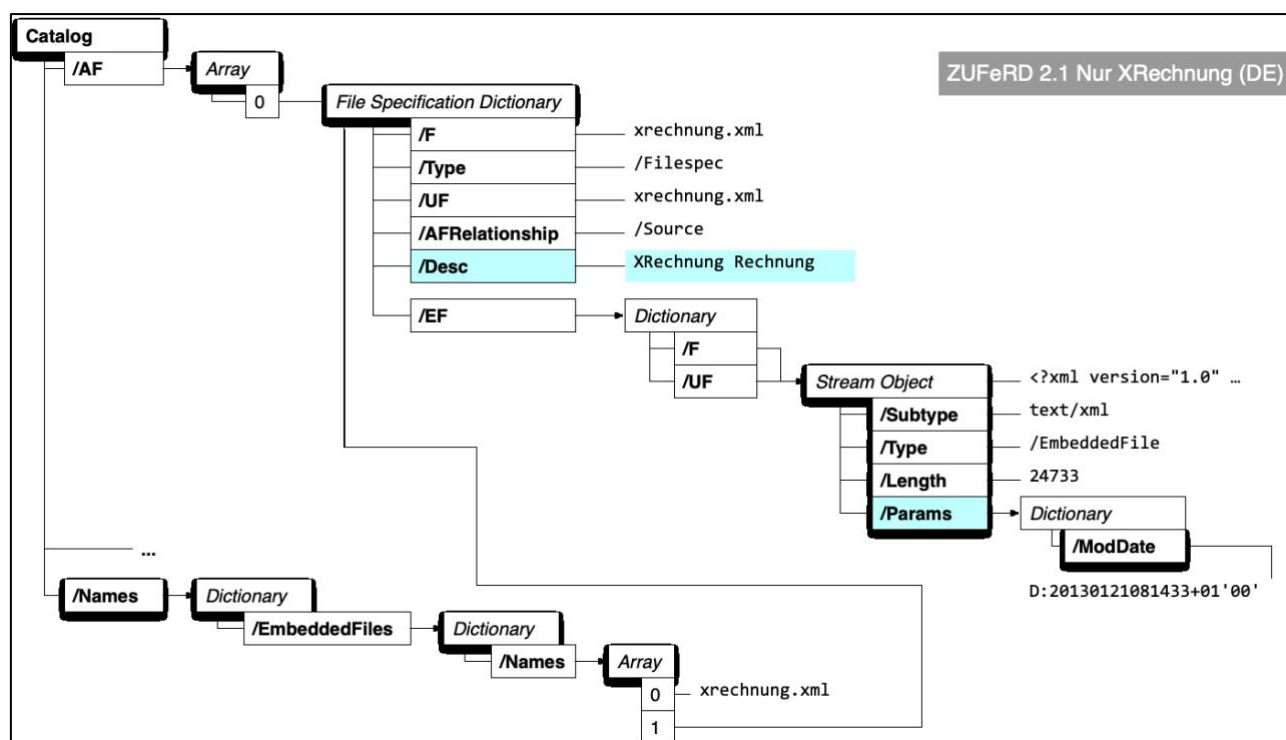 Catalog
/AF
Array
0
ZUFeRD 2.1 Nur XRechnung (DE)
File Specification Dictionary
/F
xrechnung.xml
/Type
/Filespec
/UF
xrechnung.xml
/AFRelationship
/Source
/Desc
XRechnung Rechnung
/EF
Dictionary
/F
/UF
Stream Object
<?xml version="1.0" …
/Subtype
text/xml
/Type
/EmbeddedFile
/Length
24733
/Params
Dictionary
/ModDate
D:20130121081433+01'00'
...
/Names
Dictionary
/EmbeddedFiles
Dictionary
/Names
Array
0
xrechnung.xml
1